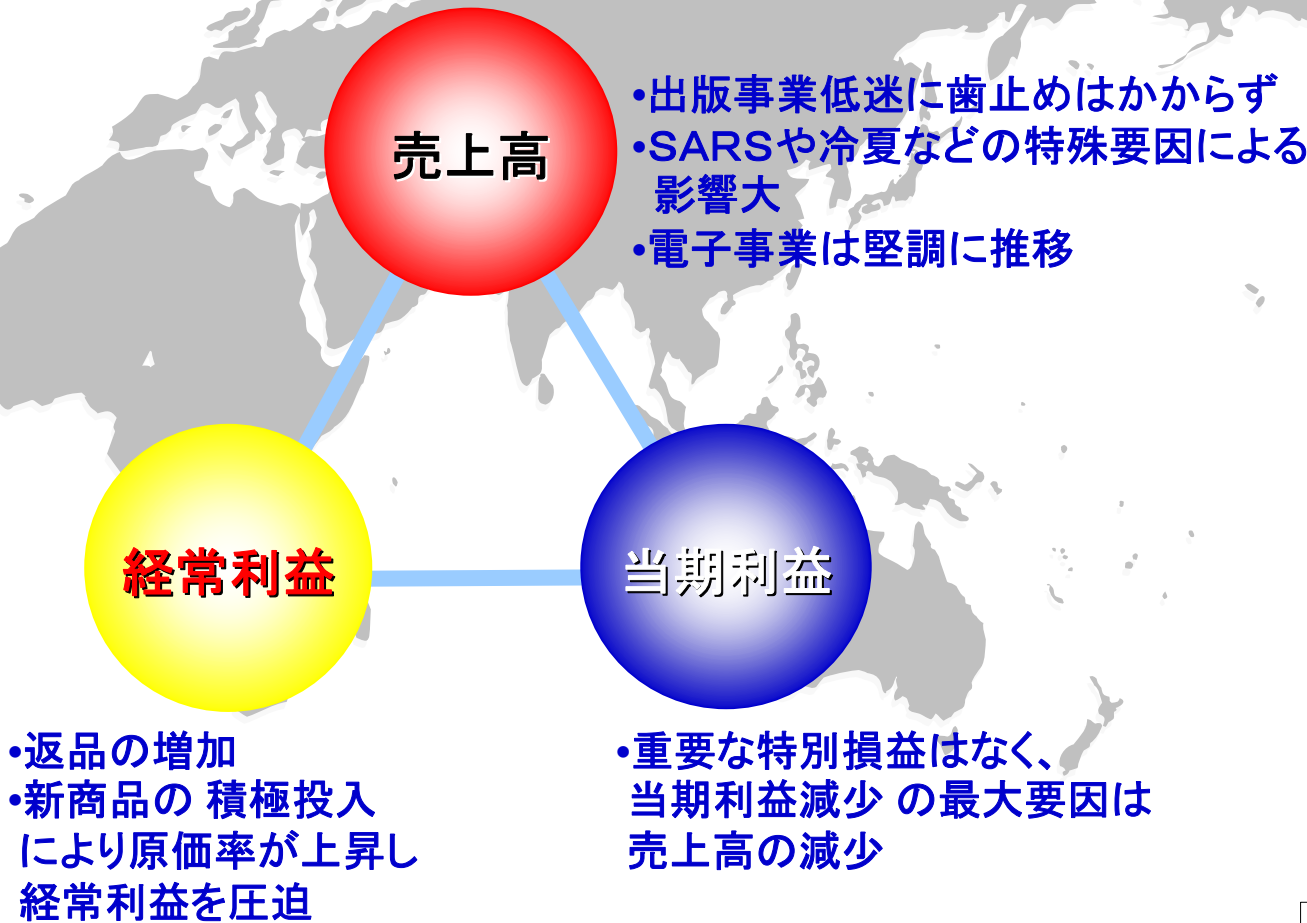 売上高
•出版事業低迷に歯止めはかからず
•SARSや冷夏などの特殊要因による
影響大
•電子事業は堅調に推移
経常利益
当期利益
•返品の増加
•新商品の 積極投入
により原価率が上昇し
経常利益を圧迫
•重要な特別損益はなく、
当期利益減少 の最大要因は
売上高の減少